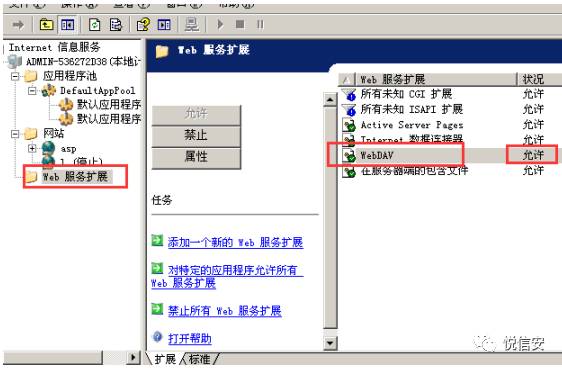 Internet 信息服务
ADMIN-536272D38 (本地计
应用程序池
DefaultAppPool
默认应用程序
默认应用程序
网站
asp
1 (停止)
Web 服务扩展
Web 服务扩展
允许
禁止
属性
任务
添加一个新的 Web 服务扩展
对特定的应用程序允许所有
Web 服务扩展
禁止所有 Web 服务扩展
打开帮助
Web 服务扩展 状况
所有未知 CGI 扩展 允许
所有未知 ISAPI 扩展 允许
Active Server Pages 允许
Internet 数据连接器 允许
WebDAV 允许
在服务器端的包含文件 允许
扩展 标准
悦信安